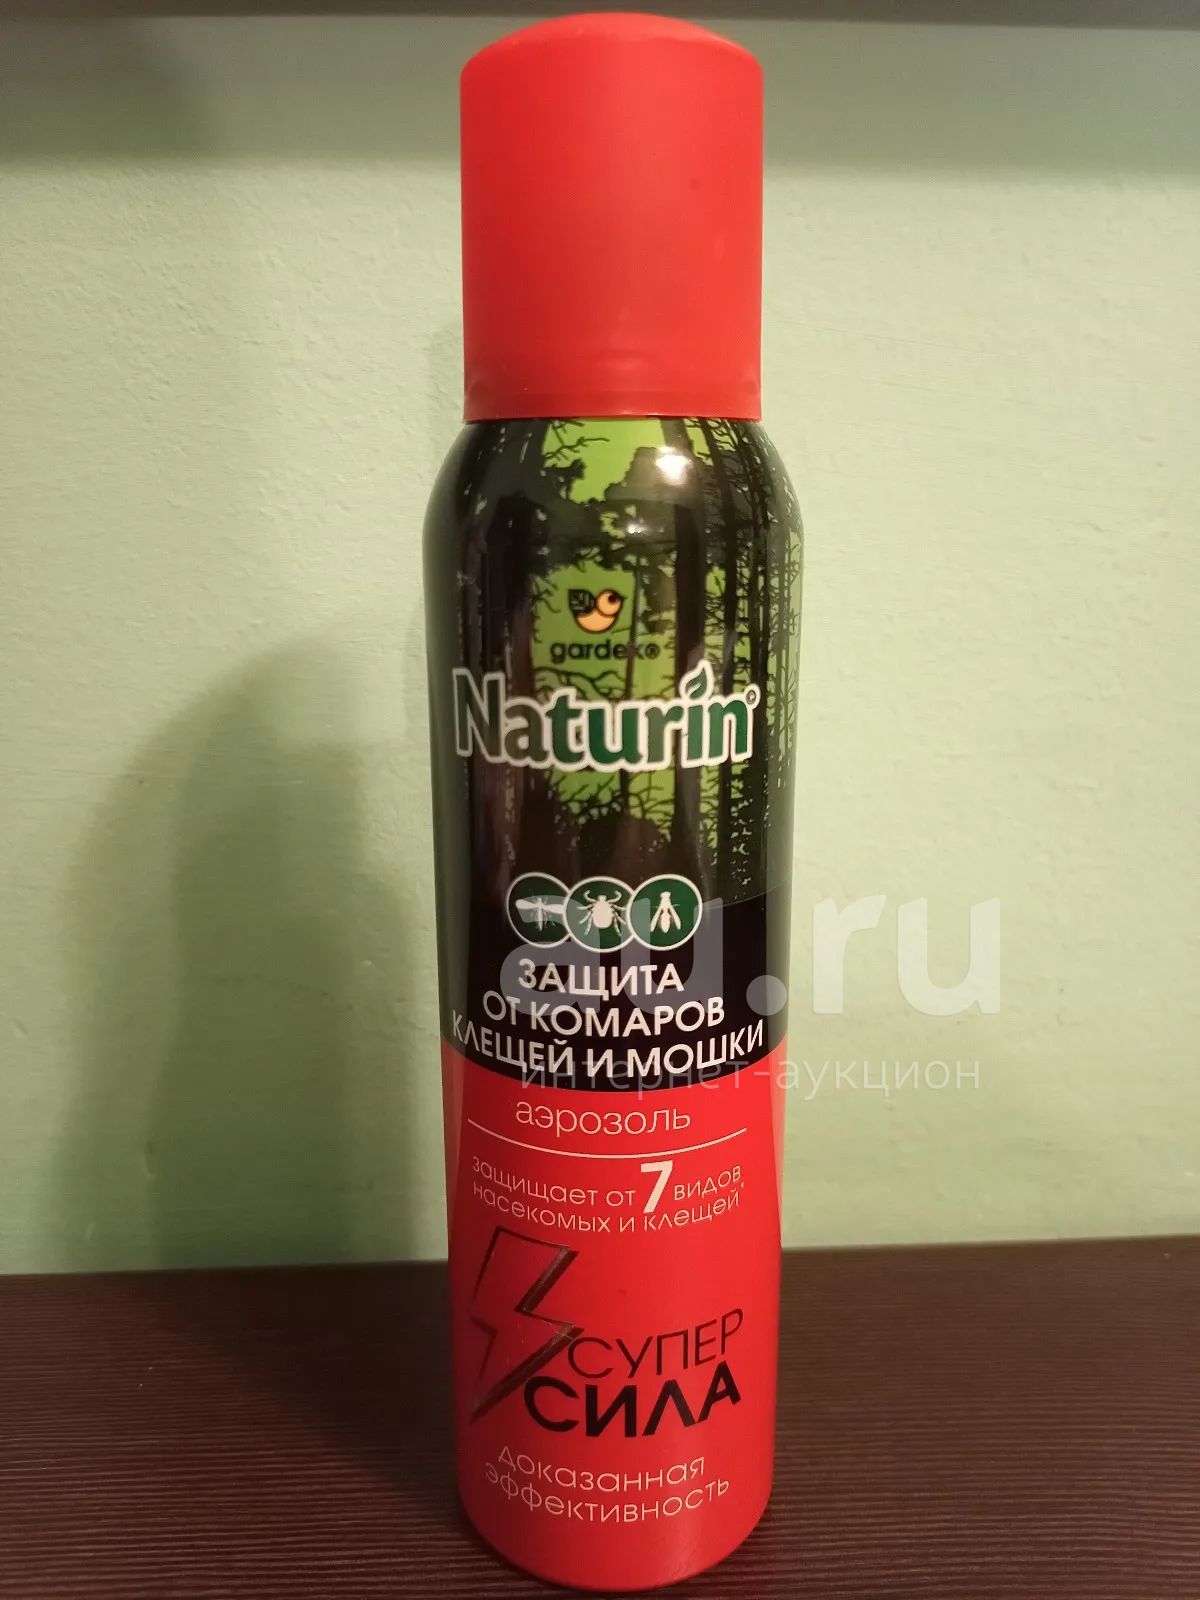 gardex®
Naturin
ЗАЩИТА
ОТ КОМАРОВ
КЛЕЩЕЙ И МОШКИ
аэрозоль
защищает от 7 видов
насекомых и клещей*
СУПЕР
СИЛА
доказанная
эффективность
au.ru
интернет-аукцион